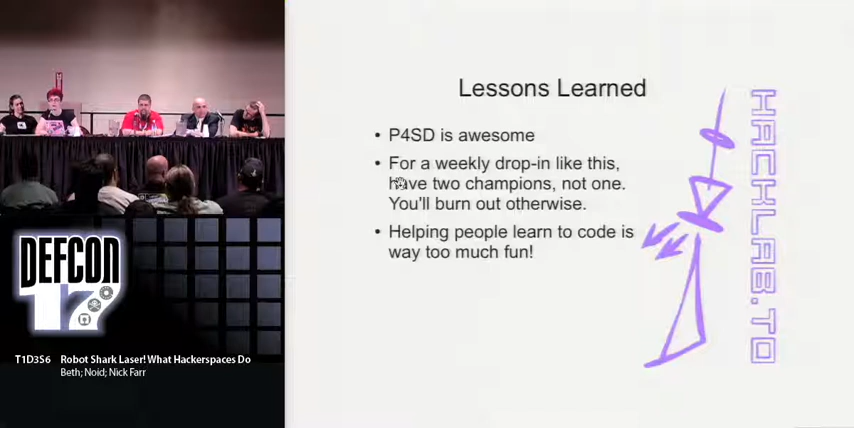 Lessons Learned
• P4SD is awesome
• For a weekly drop-in like this,
have two champions, not one.
You'll burn out otherwise.
• Helping people learn to code is
way too much fun!
HACKLAB.TO
DEFCON
17
T1D3S6 Robot Shark Laser! What Hackerspaces Do
Beth; Noid; Nick Farr